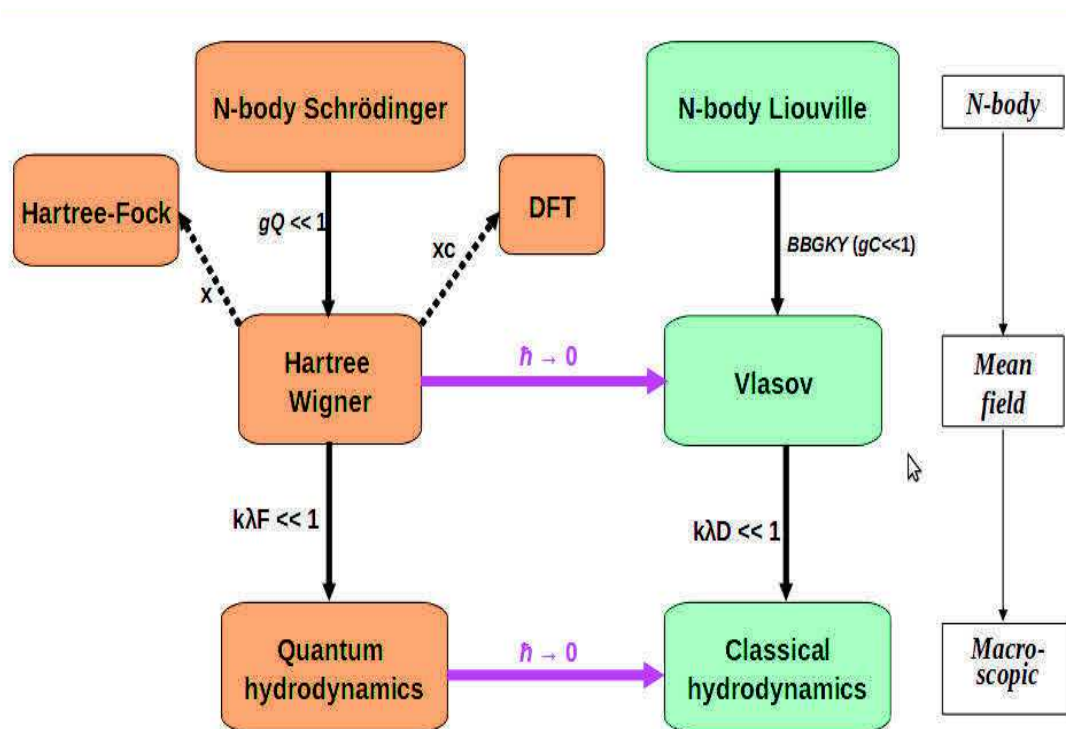 N-body Schrödinger
N-body Liouville
N-body
Hartree-Fock
DFT
gQ << 1
xc
BBGKY (gC<<1)
x
Hartree
Wigner
ħ → 0
Vlasov
Mean
field
kλF << 1
kλD << 1
Quantum
hydrodynamics
ħ → 0
Classical
hydrodynamics
Macro-
scopic